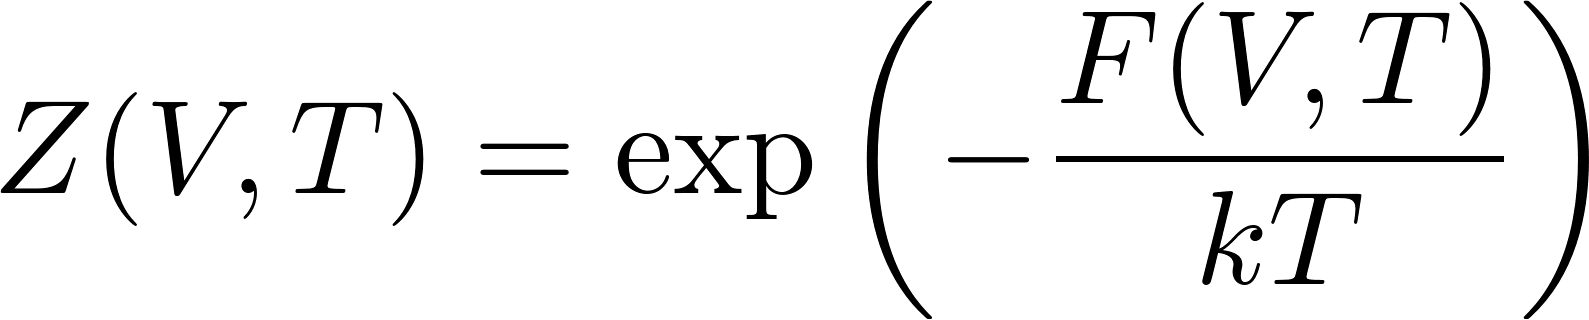 Z(V, T) = exp(−F(V, T)/kT)